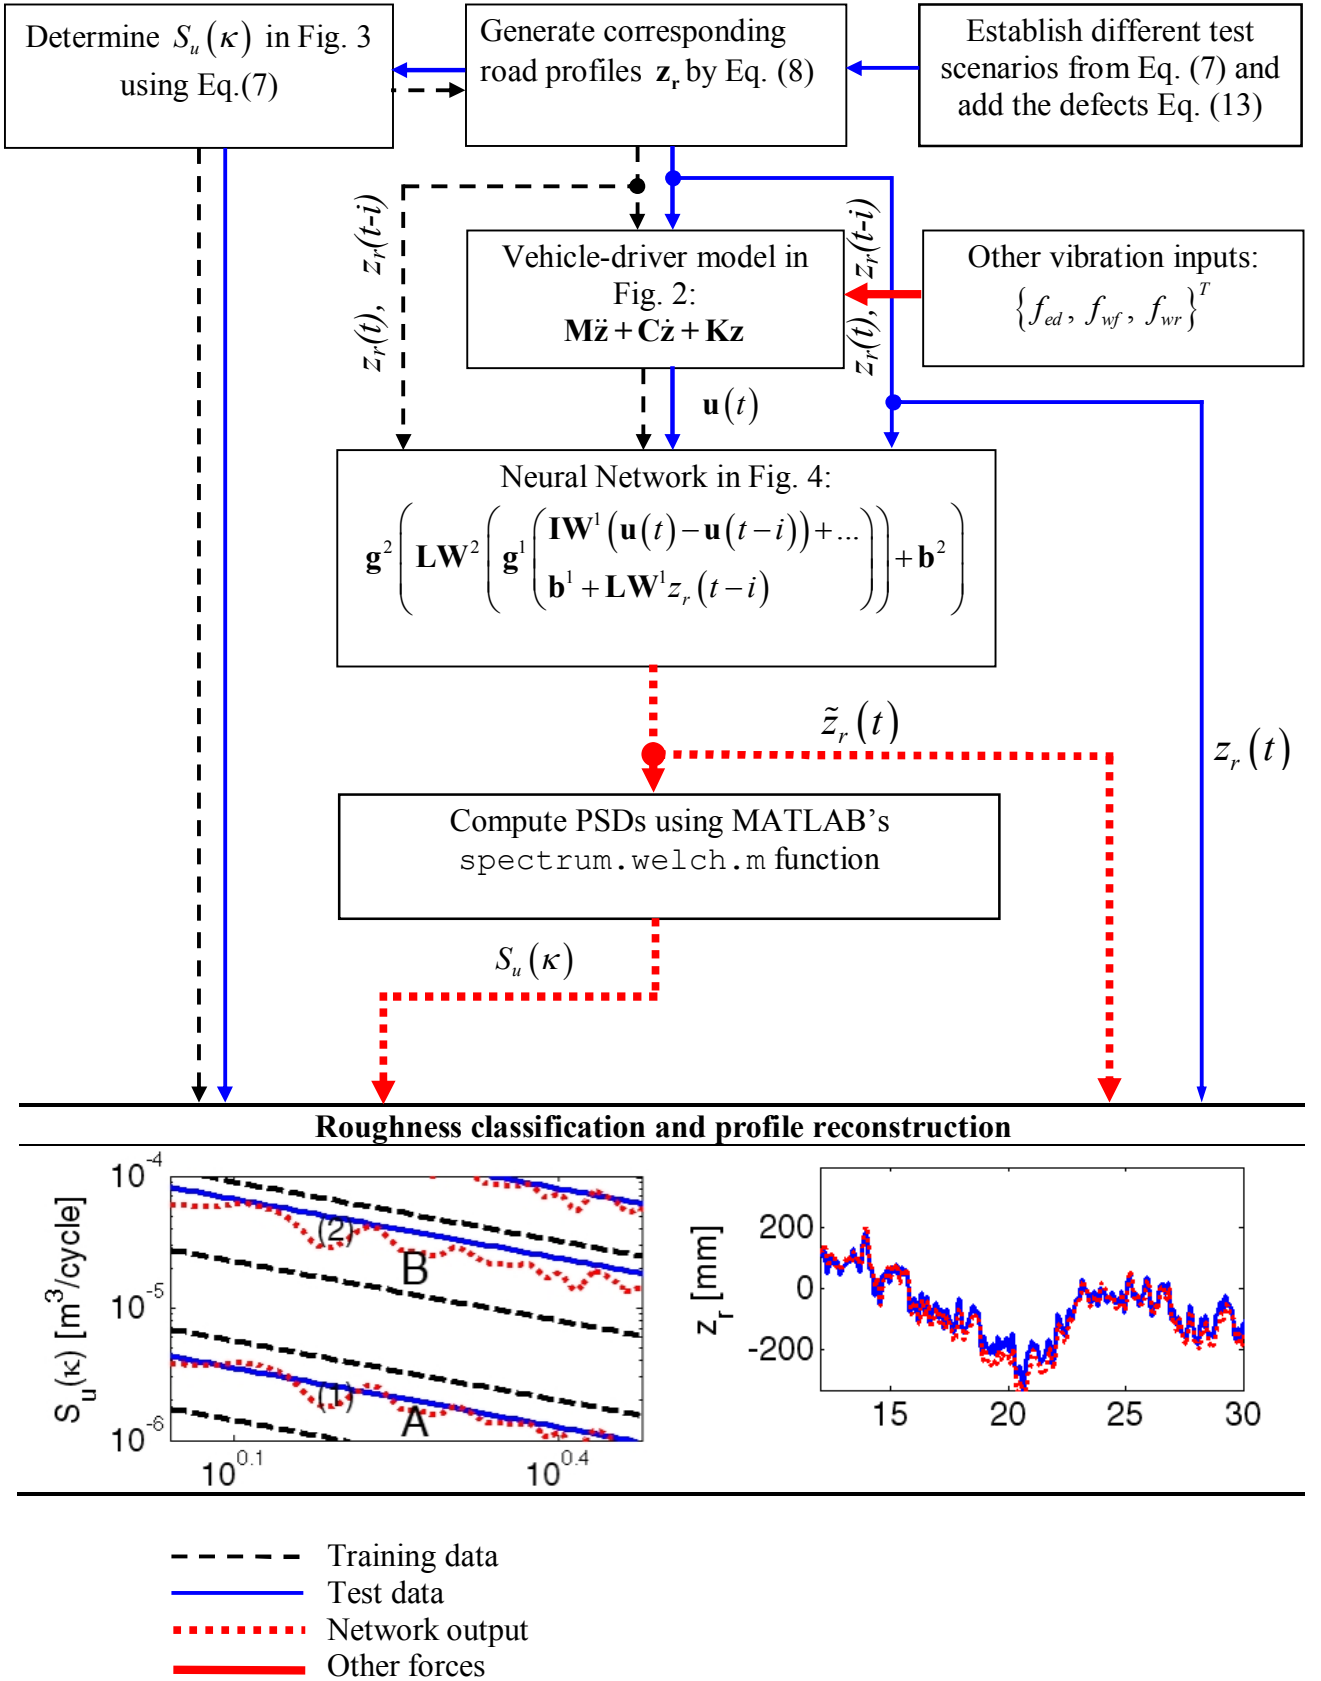 Determine S_u(κ) in Fig. 3
using Eq.(7)
Generate corresponding
road profiles z_r by Eq. (8)
Establish different test
scenarios from Eq. (7) and
add the defects Eq. (13)
z_r(t), z_r(t-i)
Vehicle-driver model in
Fig. 2:
Mz̈ + Cż + Kz
z_r(t), z_r(t-i)
Other vibration inputs:
{f_ed, f_wf, f_wr}^T
u(t)
Neural Network in Fig. 4:
g^2(LW^2(g^1(IW^1(u(t)−u(t−i))+...
b^1+LW^1z_r(t−i)))+b^2)
z̃_r(t)
z_r(t)
Compute PSDs using MATLAB's
spectrum.welch.m function
S_u(κ)
Roughness classification and profile reconstruction
S_u(κ) [m^3/cycle]
10^-4
10^-5
10^-6
(2)
B
(1)
A
10^0.1
10^0.4
z_r [mm]
200
0
-200
15
20
25
30
Training data
Test data
Network output
Other forces